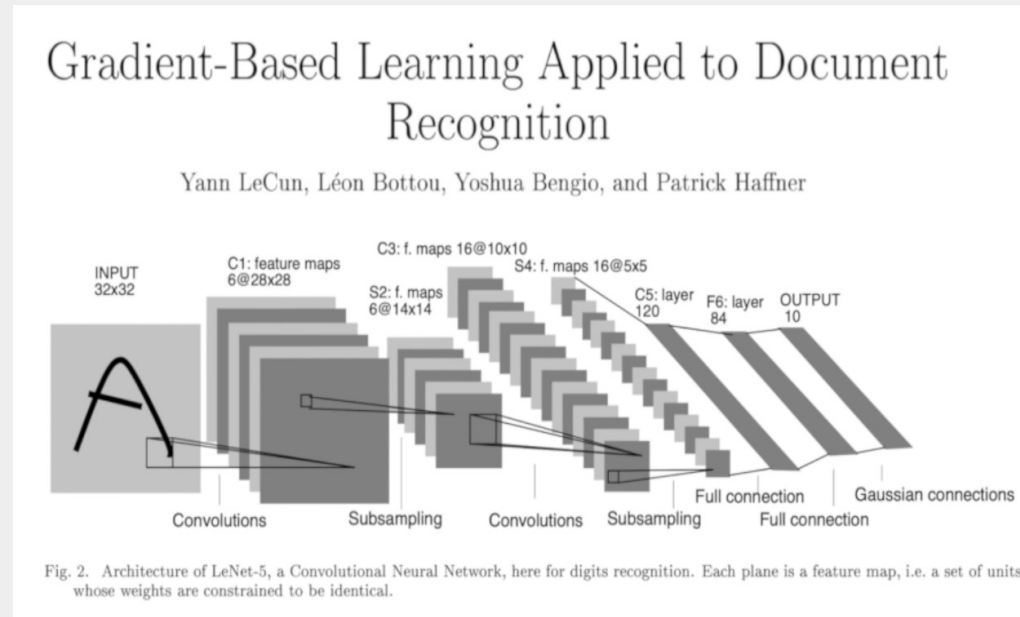 Gradient-Based Learning Applied to Document
Recognition
Yann LeCun, Léon Bottou, Yoshua Bengio, and Patrick Haffner
INPUT
32x32
C1: feature maps
6@28x28
S2: f. maps
6@14x14
C3: f. maps 16@10x10
S4: f. maps 16@5x5
C5: layer
120
F6: layer
84
OUTPUT
10
Convolutions
Subsampling
Convolutions
Subsampling
Full connection
Full connection
Gaussian connections
Fig. 2. Architecture of LeNet-5, a Convolutional Neural Network, here for digits recognition. Each plane is a feature map, i.e. a set of units
whose weights are constrained to be identical.
A